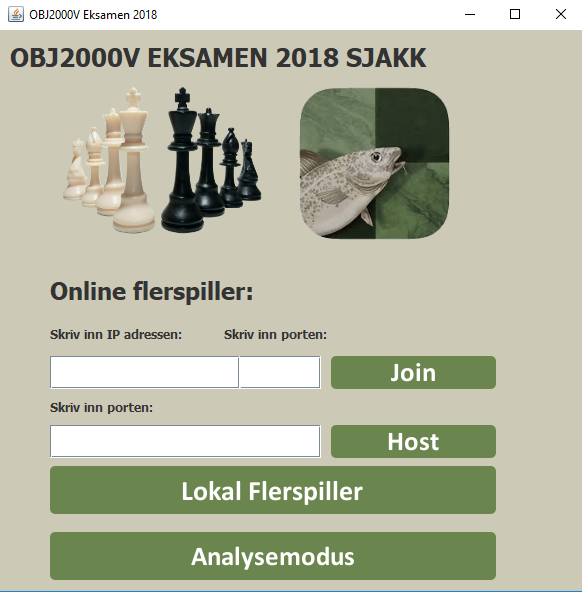 OBJ2000V Eksamen 2018
OBJ2000V EKSAMEN 2018 SJAKK
Online flerspiller:
Skriv inn IP adressen: Skriv inn porten:
Join
Skriv inn porten:
Host
Lokal Flerspiller
Analysemodus